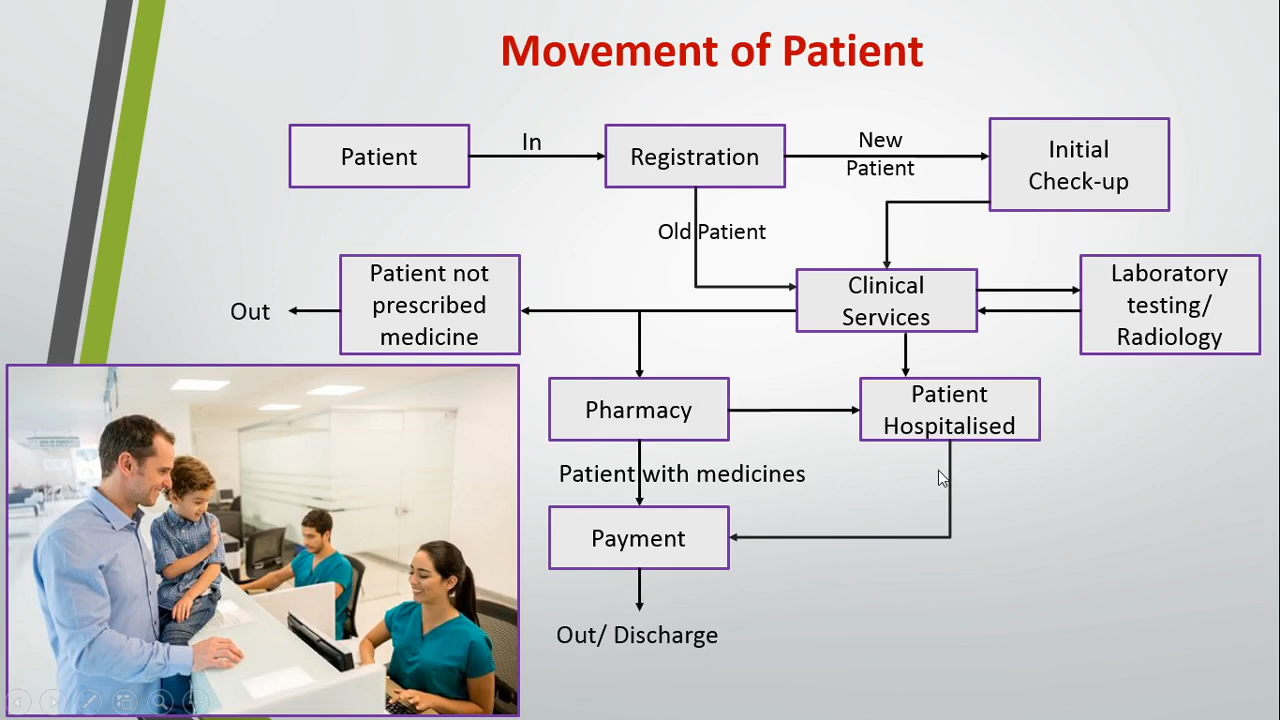 Movement of Patient
Patient
In
Registration
New
Patient
Initial
Check-up
Old Patient
Out
Patient not
prescribed
medicine
Clinical
Services
Laboratory
testing/
Radiology
Pharmacy
Patient
Hospitalised
Patient with medicines
Payment
Out/ Discharge